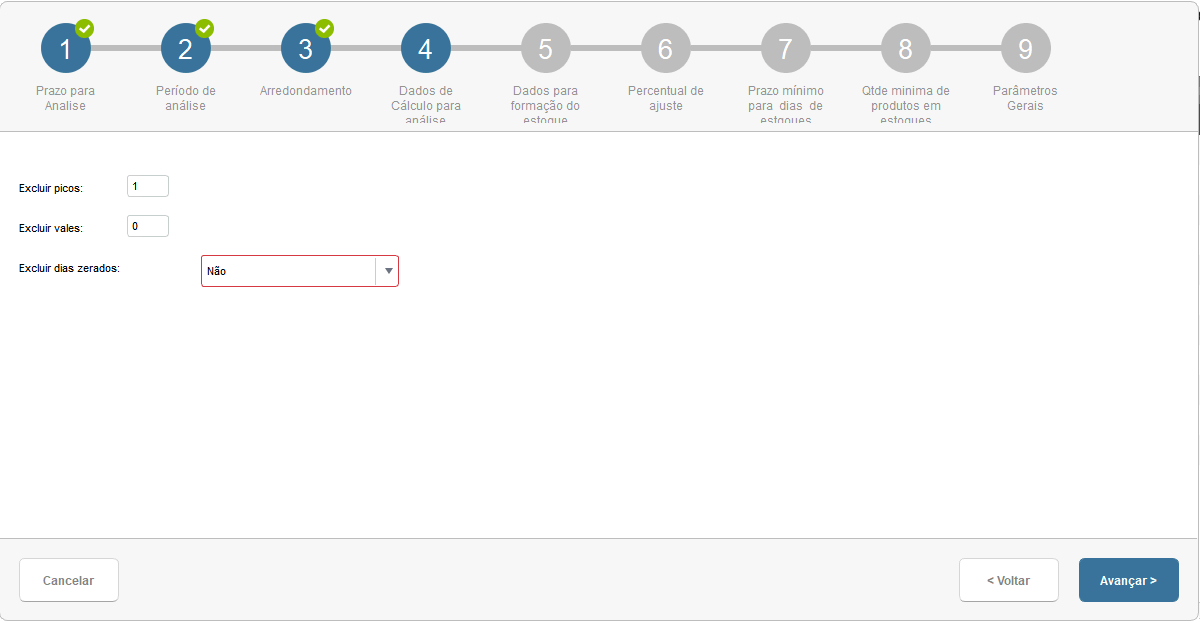 1 2 3 4 5 6 7 8 9
Prazo para
Analise
Período de
análise
Arredondamento
Dados de
Cálculo para
análise
Dados para
formação do
estoque
Percentual de
ajuste
Prazo mínimo
para dias de
estqoues
Qtde minima de
produtos em
estoques
Parâmetros
Gerais
Excluir picos: 1
Excluir vales: 0
Excluir dias zerados: Não
Cancelar < Voltar Avançar >